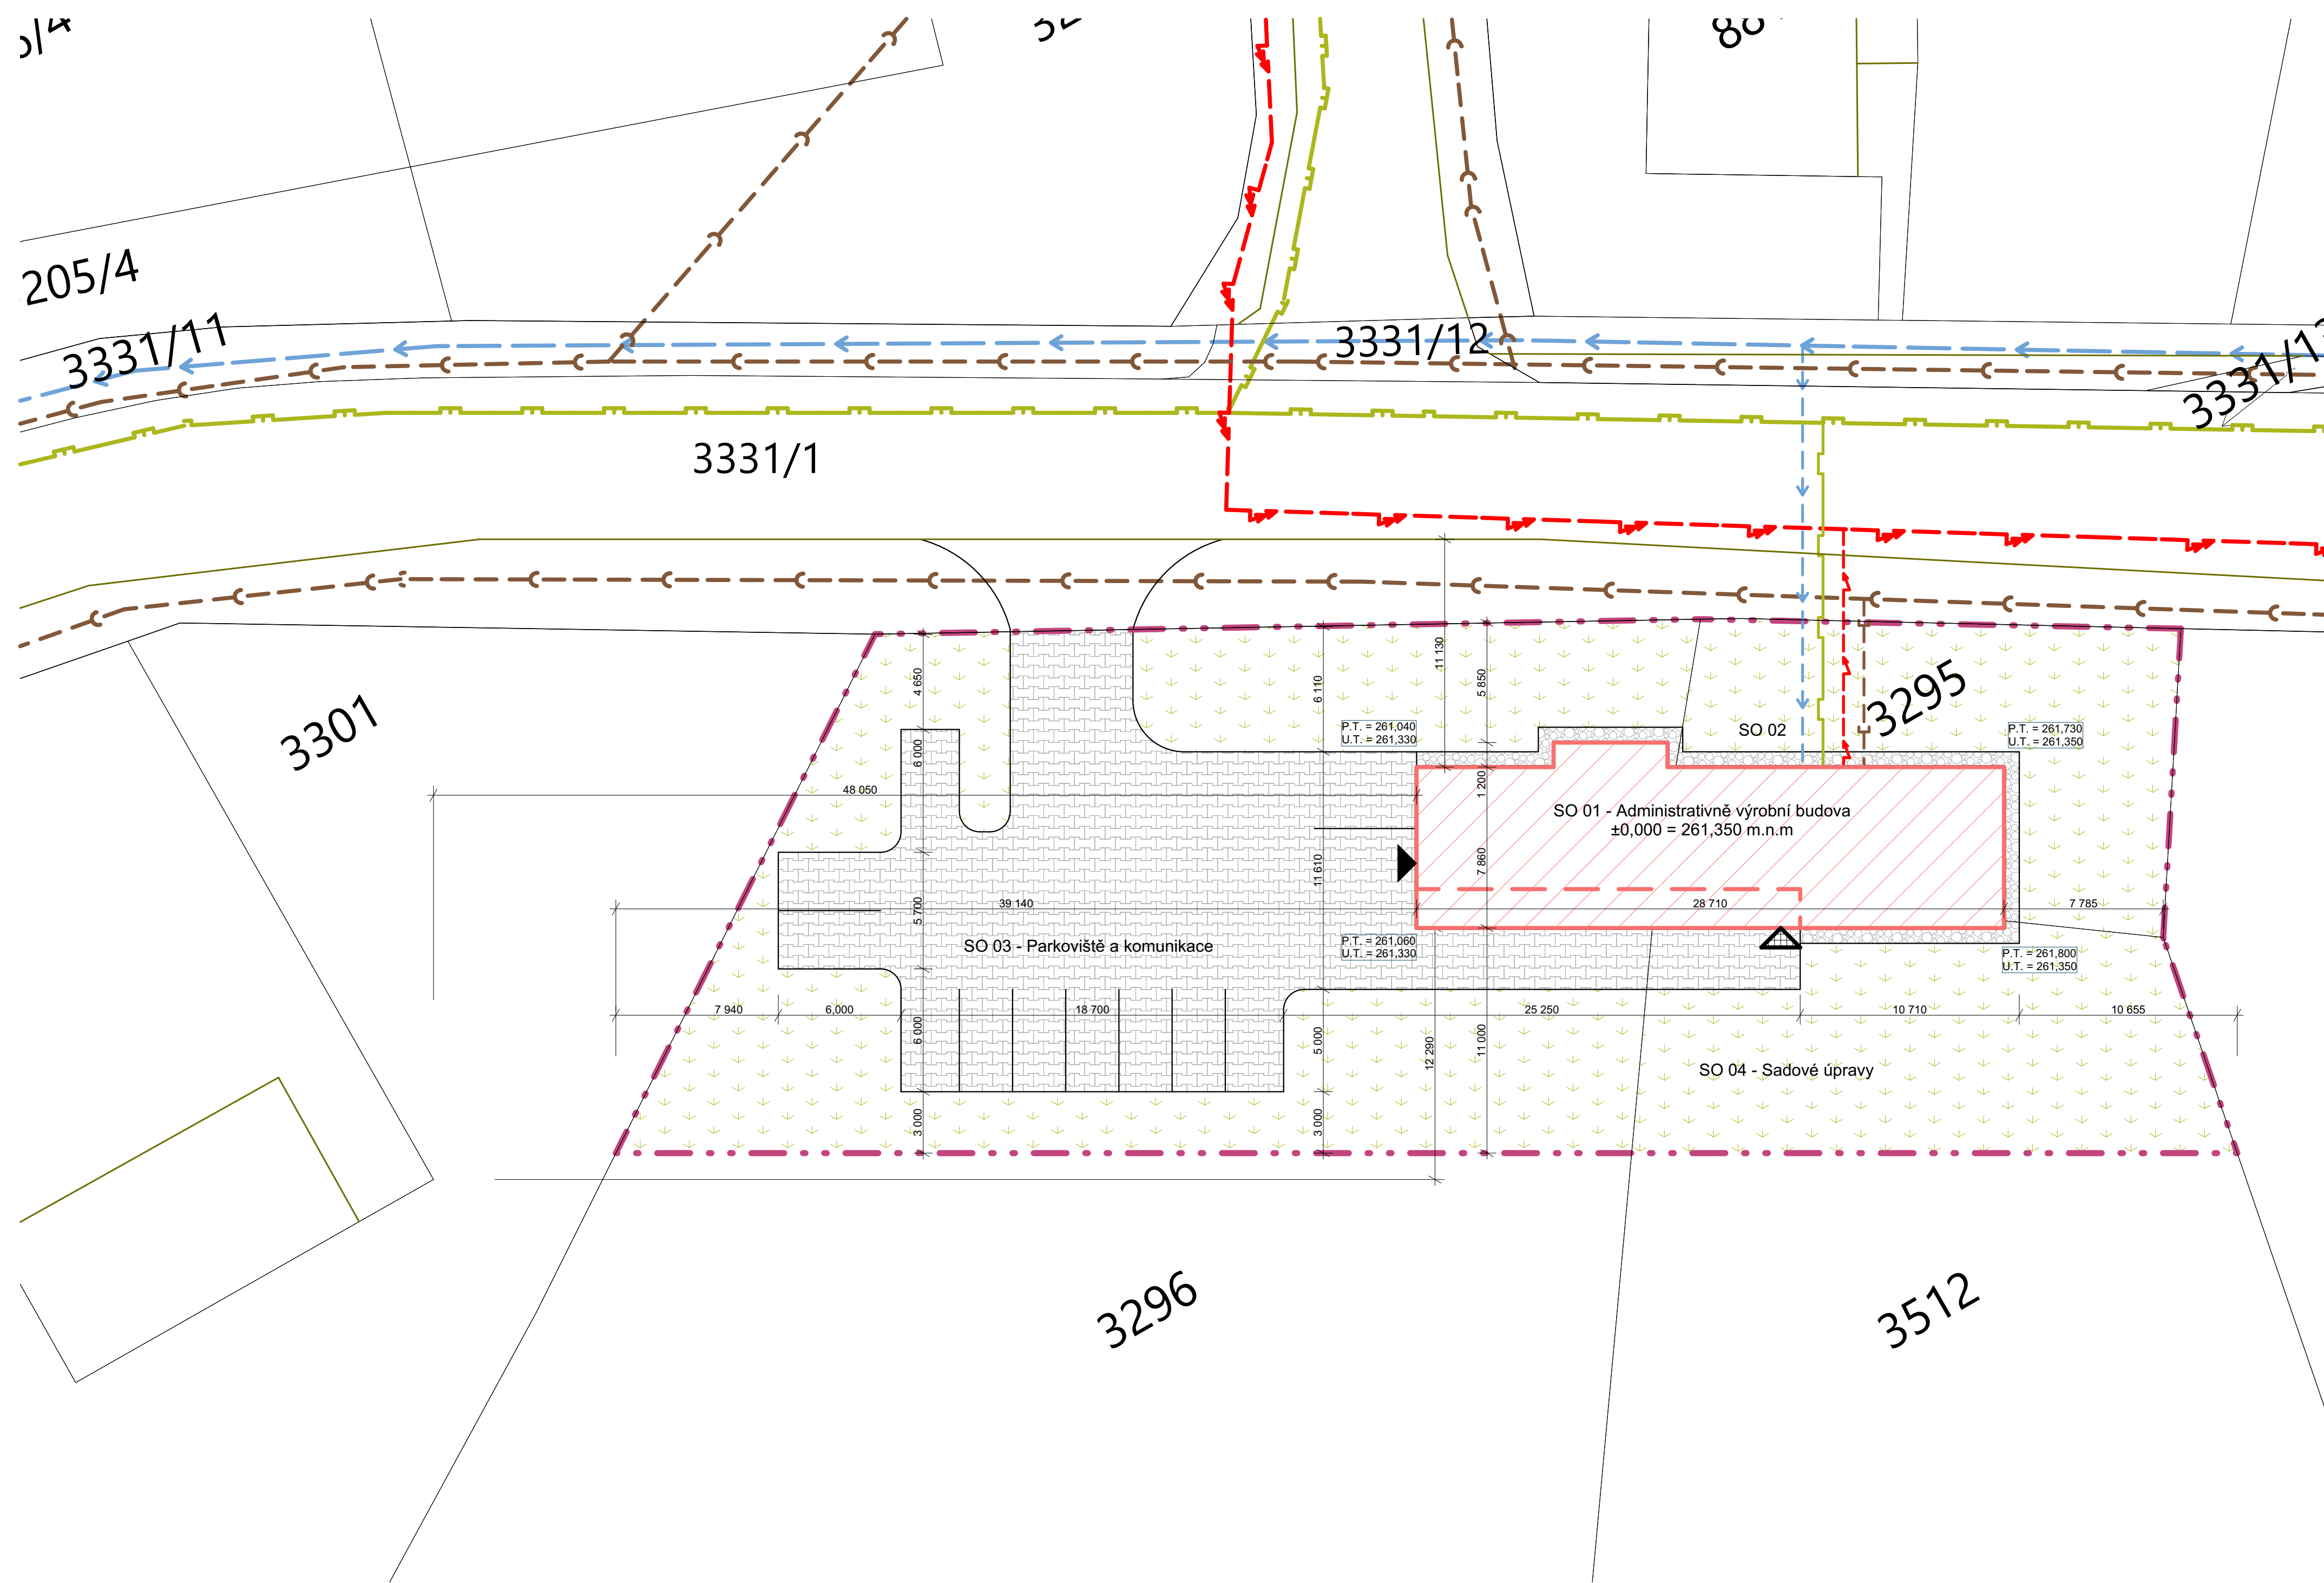 205/4
3331/11
3331/12
3331/1
3301
3295
4 650
6 110
11 130
5 850
P.T. = 261,040
U.T. = 261,330
SO 02
P.T. = 261,730
U.T. = 261,350
6 000
48 050
1 200
SO 01 - Administrativně výrobní budova
±0,000 = 261,350 m.n.m
11 610
7 860
5 700
39 140
28 710
7 785
SO 03 - Parkoviště a komunikace
P.T. = 261,060
U.T. = 261,330
P.T. = 261,800
U.T. = 261,350
7 940
6,000
18 700
25 250
10 710
10 655
6 000
5 000
12 290
11 000
SO 04 - Sadové úpravy
3 000
3 000
3296
3512